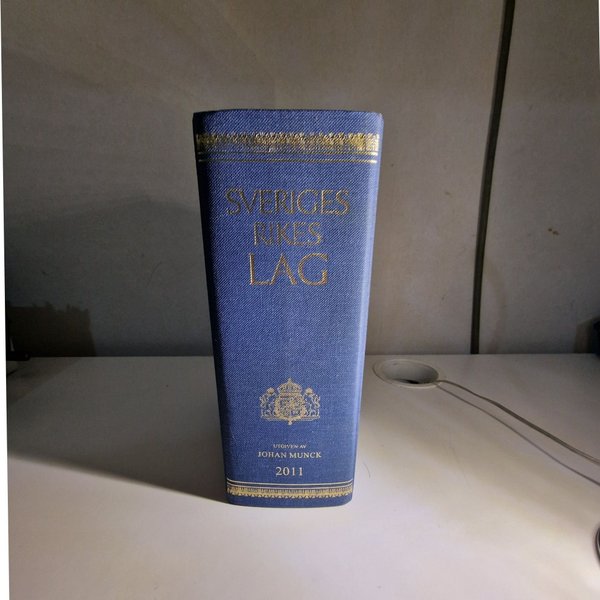 SVERIGES
RIKES
LAG
UTGIVEN AV
JOHAN MUNCK
2011